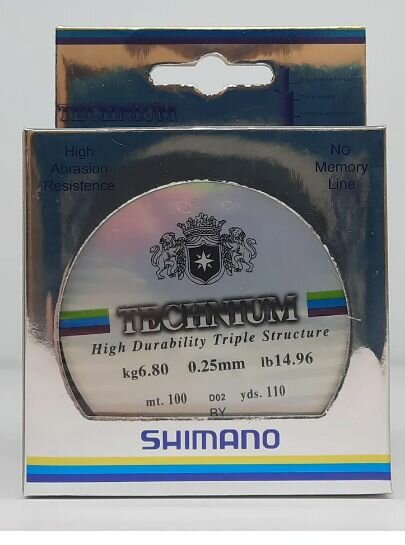 TECHNIUM
High
Abrasion
Resistence
NO
Memory
Line
TECHNIUM
High Durability Triple Structure
kg6.80 0.25mm lb14.96
mt. 100 D02 yds. 110
BY
SHIMANO